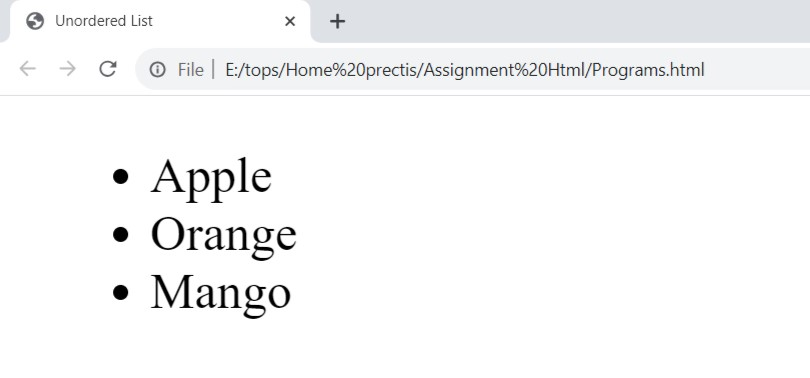 Unordered List
File | E:/tops/Home%20prectis/Assignment%20Html/Programs.html
• Apple
• Orange
• Mango